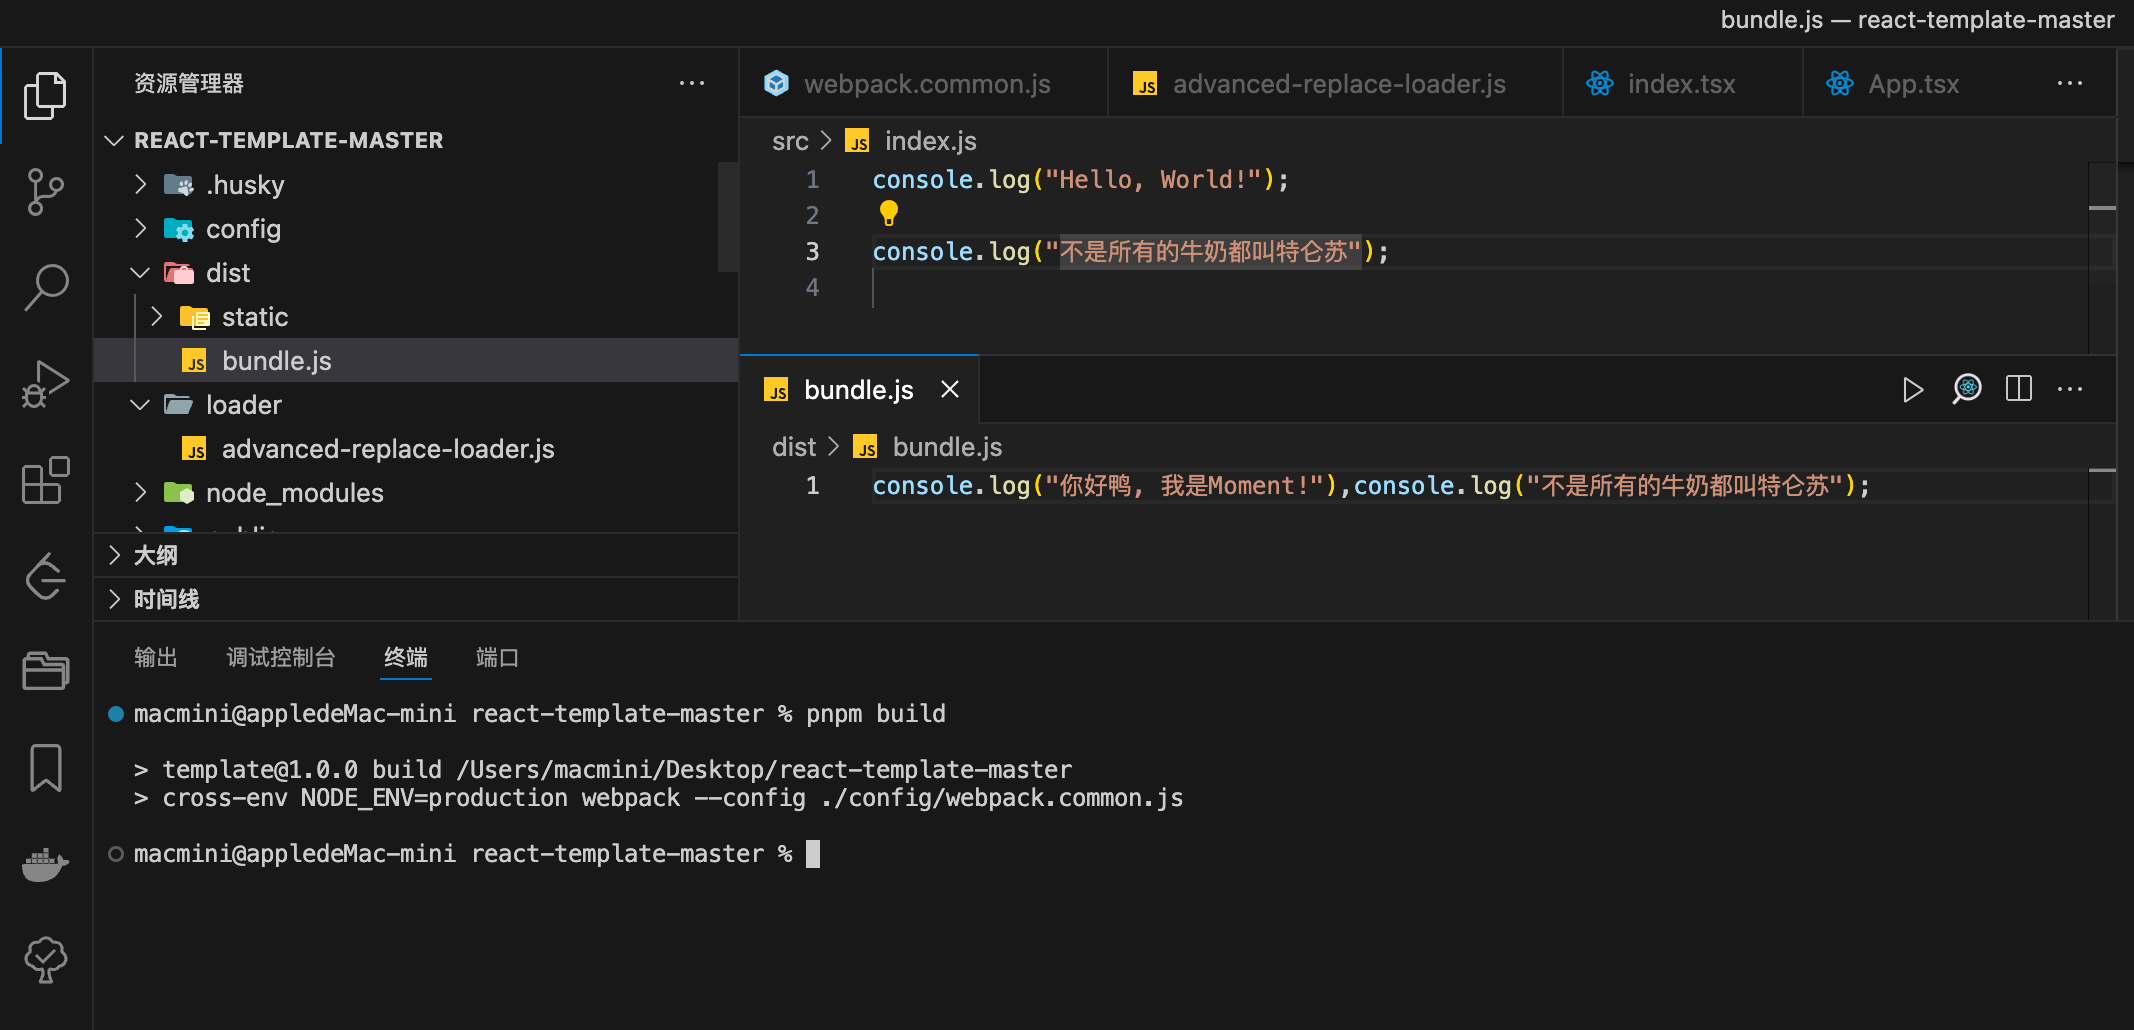 bundle.js — react-template-master
资源管理器
REACT-TEMPLATE-MASTER
.husky
config
dist
static
bundle.js
loader
advanced-replace-loader.js
node_modules
大纲
时间线
webpack.common.js
advanced-replace-loader.js
index.tsx
App.tsx
src > index.js
1 console.log("Hello, World!");
2
3 console.log("不是所有的牛奶都叫特仑苏");
4
bundle.js
dist > bundle.js
1 console.log("你好鸭, 我是Moment!"),console.log("不是所有的牛奶都叫特仑苏");
输出 调试控制台 终端 端口
macmini@appledeMac-mini react-template-master % pnpm build
> template@1.0.0 build /Users/macmini/Desktop/react-template-master
> cross-env NODE_ENV=production webpack --config ./config/webpack.common.js
macmini@appledeMac-mini react-template-master %